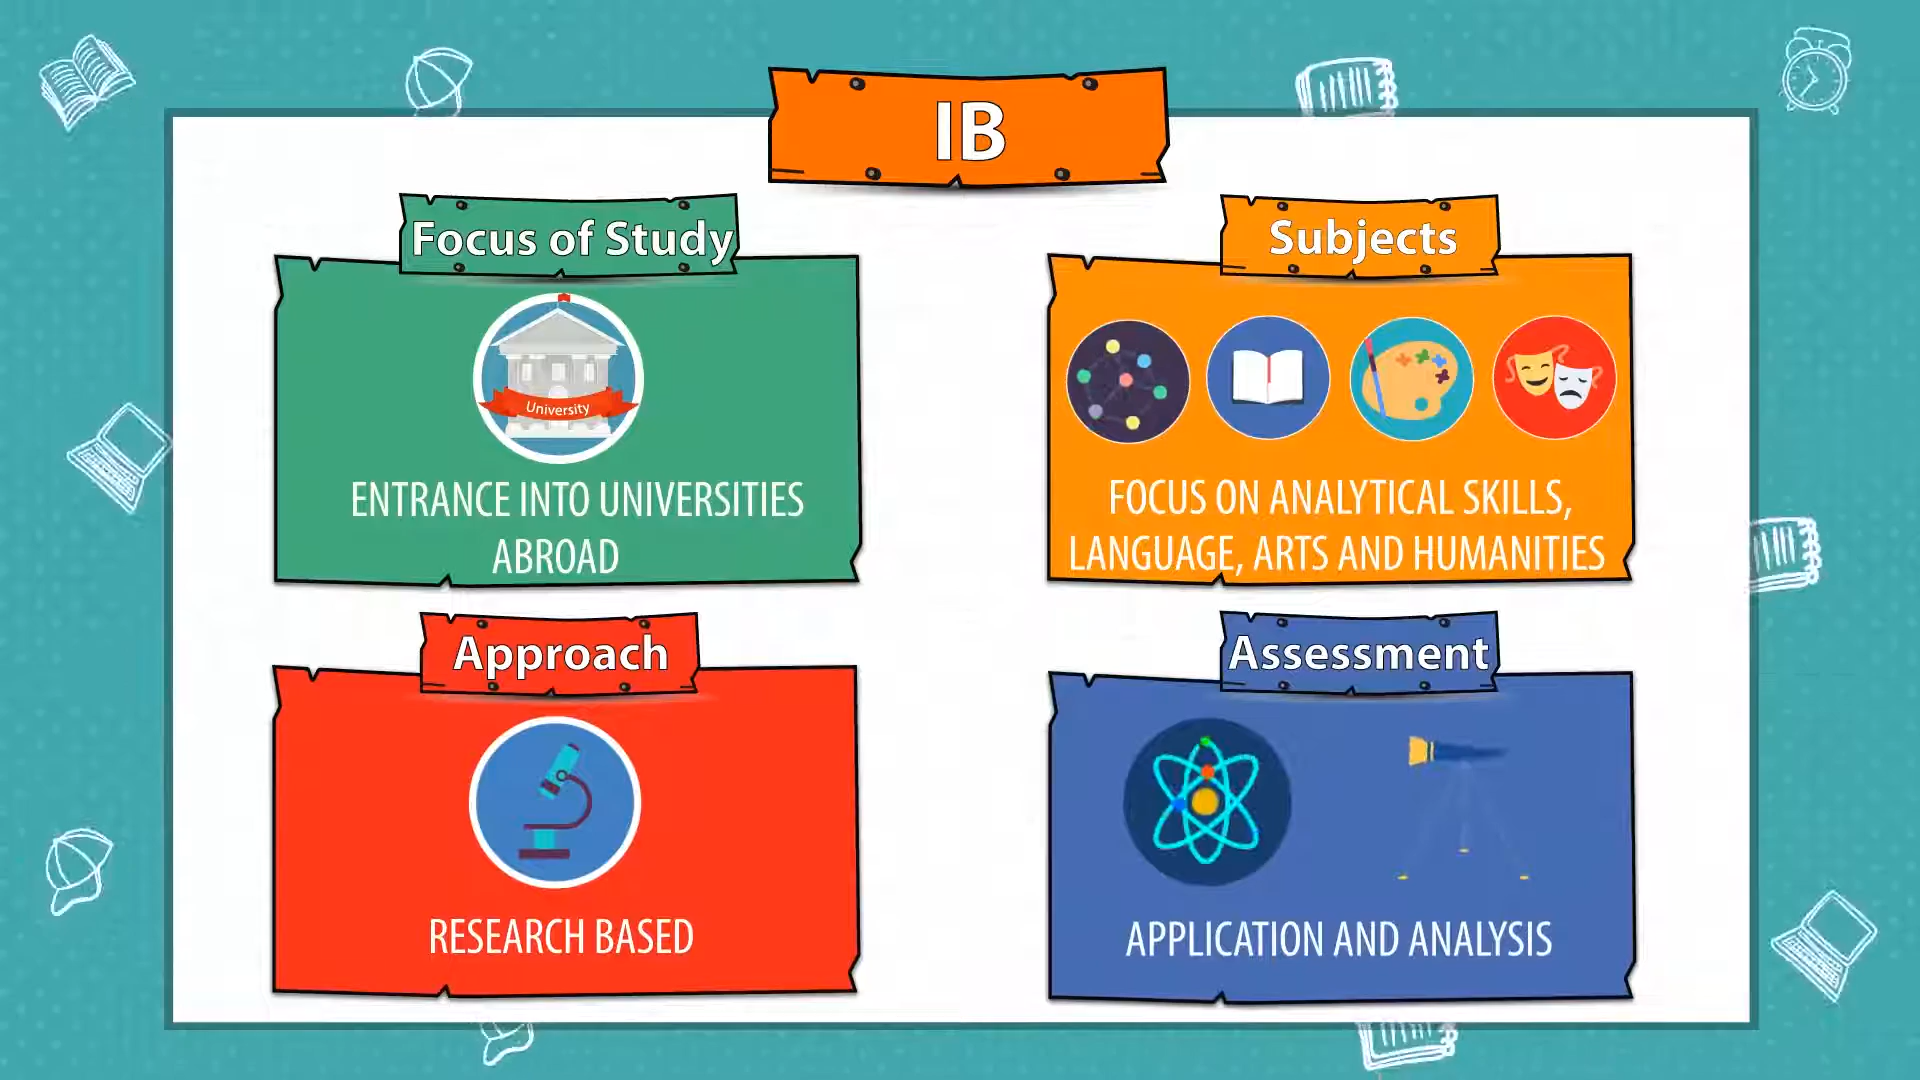 IB
Focus of Study
University
ENTRANCE INTO UNIVERSITIES
ABROAD
Subjects
FOCUS ON ANALYTICAL SKILLS,
LANGUAGE, ARTS AND HUMANITIES
Approach
RESEARCH BASED
Assessment
APPLICATION AND ANALYSIS